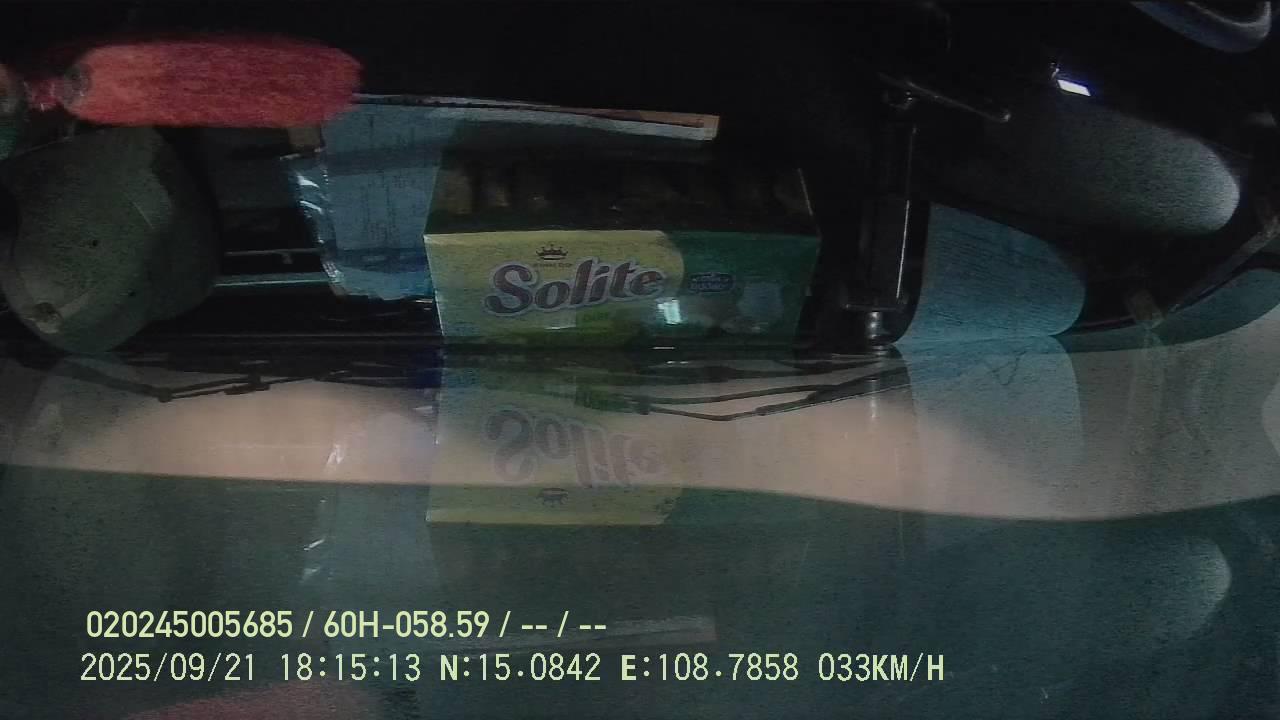 Solite
020245005685 / 60H-058.59 / -- / --
2025/09/21 18:15:13 N:15.0842 E:108.7858 033KM/H